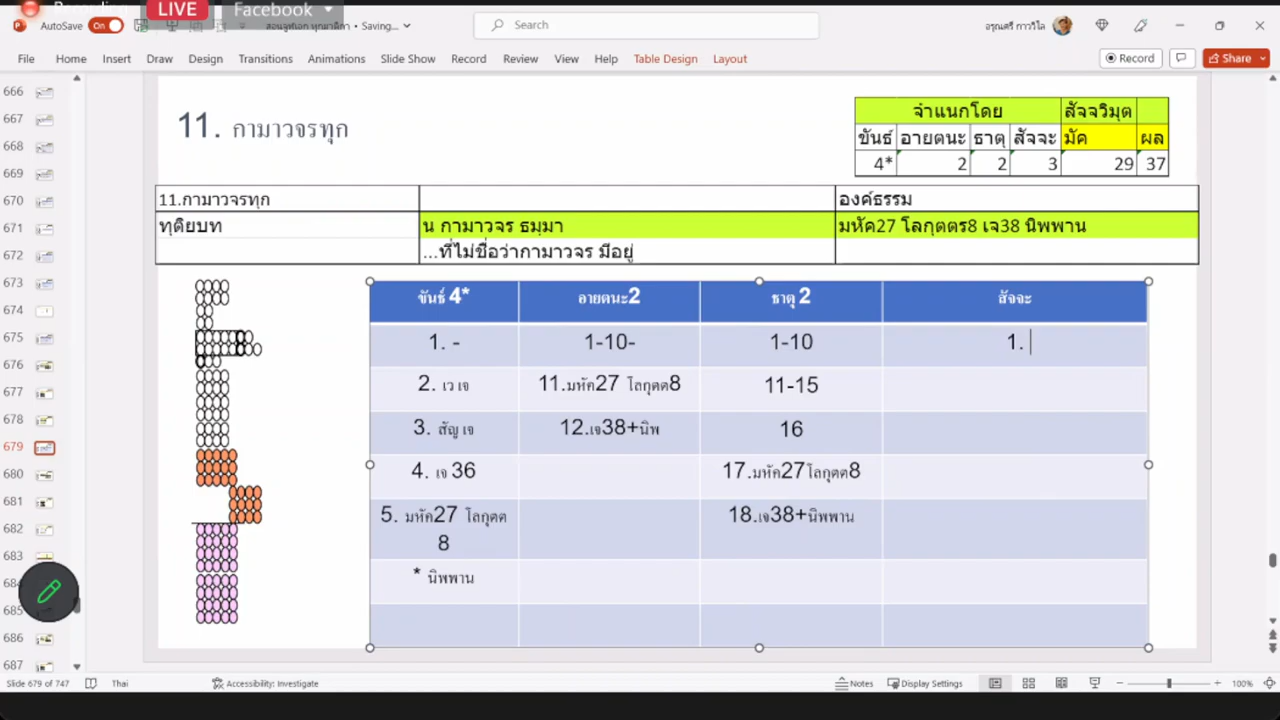 Recording
LIVE
Facebook
AutoSave
On
Saving...
Search
อรุณศรี กาววิโล
File
Home
Insert
Draw
Design
Transitions
Animations
Slide Show
Record
Review
View
Help
Table Design
Layout
Record
Share
666
667
668
669
670
671
672
673
674
675
676
677
678
679
680
681
682
683
684
685
686
687
11. กามาวจรทุก
จำแนกโดย สัจจวิมุต
ขันธ์ อายตนะ ธาตุ สัจจะ มัค ผล
4* 2 2 3 29 37
11.กามาวจรทุก องค์ธรรม
ทุติยบท น กามาวจร ธมฺมา มหัค27 โลกุตตร8 เจ38 นิพพาน
...ที่ไม่ชื่อว่ากามาวจร มีอยู่
ขันธ์ 4* อายตนะ2 ธาตุ 2 สัจจะ
1. - 1-10- 1-10 1.
2. เว เจ 11.มหัค27 โลกุตต8 11-15
3. สัญ เจ 12.เจ38+นิพ 16
4. เจ 36 17.มหัค27โลกุตต8
5. มหัค27 โลกุตต 18.เจ38+นิพพาน
8
* นิพพาน
Slide 679 of 747
Thai
Accessibility: Investigate
Notes
Display Settings
100%